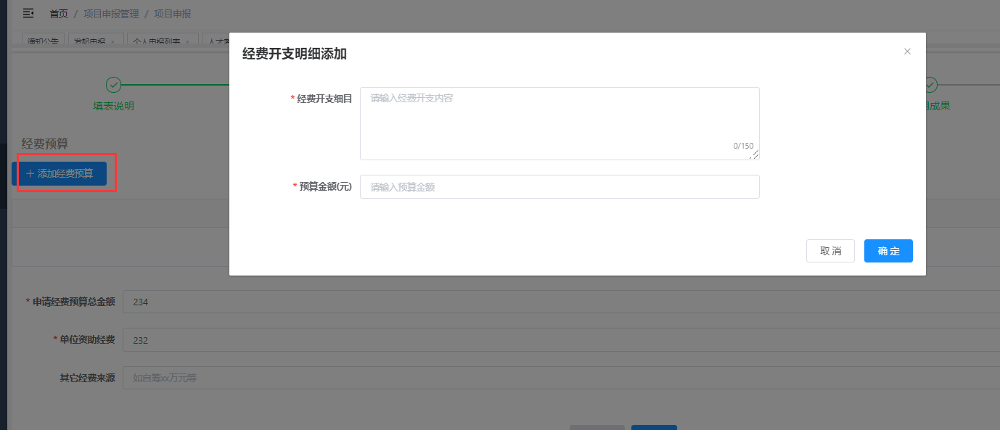 首页 / 项目申报管理 / 项目申报
通知公告 发起申报 × 个人申报列表 ×
经费开支明细添加
填表说明
成果
* 经费开支细目
请输入经费开支内容
0/150
经费预算
+ 添加经费预算
* 预算金额(元)
请输入预算金额
取 消
确 定
* 申请经费预算总金额
234
* 单位资助经费
232
其它经费来源
如自筹xx万元等